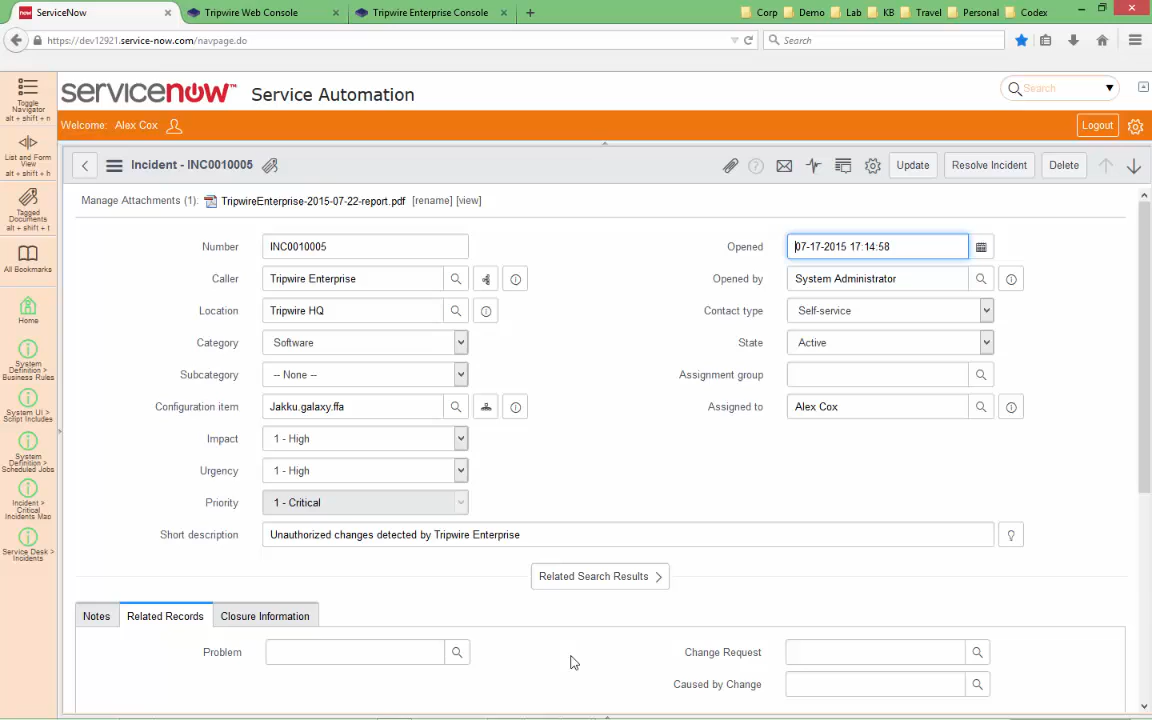 now ServiceNow × Tripwire Web Console × Tripwire Enterprise Console × + Corp Demo Lab KB Travel Personal Codex
https://dev12921.service-now.com/navpage.do Search
servicenow™ Service Automation Search
Welcome: Alex Cox Logout
Toggle
Navigator
alt + shift + n
List and Form
View
alt + shift + h
Tagged
Documents
alt + shift + t
All Bookmarks
Home
System
Definition >
Business Rules
System UI >
Script Includes
System
Definition >
Scheduled Jobs
Incident >
Critical
Incidents Map
Service Desk >
Incidents
Incident - INC0010005 Update Resolve Incident Delete
Manage Attachments (1): TripwireEnterprise-2015-07-22-report.pdf [rename] [view]
Number INC0010005 Opened 07-17-2015 17:14:58
Caller Tripwire Enterprise Opened by System Administrator
Location Tripwire HQ Contact type Self-service
Category Software State Active
Subcategory -- None -- Assignment group
Configuration item Jakku.galaxy.ffa Assigned to Alex Cox
Impact 1 - High
Urgency 1 - High
Priority 1 - Critical
Short description Unauthorized changes detected by Tripwire Enterprise
Related Search Results >
Notes Related Records Closure Information
Problem Change Request
Caused by Change